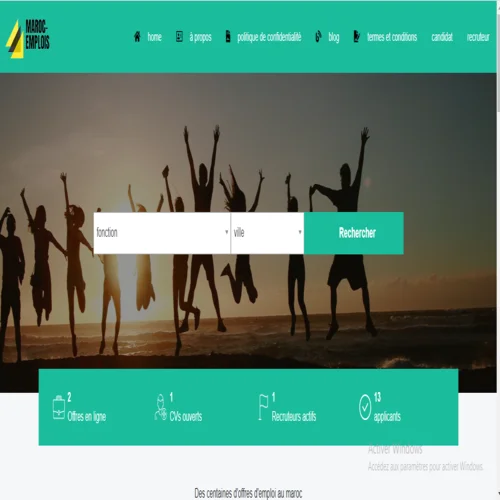 MAROC-
EMPLOIS
home à propos politique de confidentialité blog termes et conditions candidat recruteur
fonction ville Rechercher
2 1 1 13
Offres en ligne CVs ouverts Recruteurs actifs applicants
Activer Windows
Accédez aux paramètres pour activer Windows.
Des centaines d'offres d'emploi au maroc